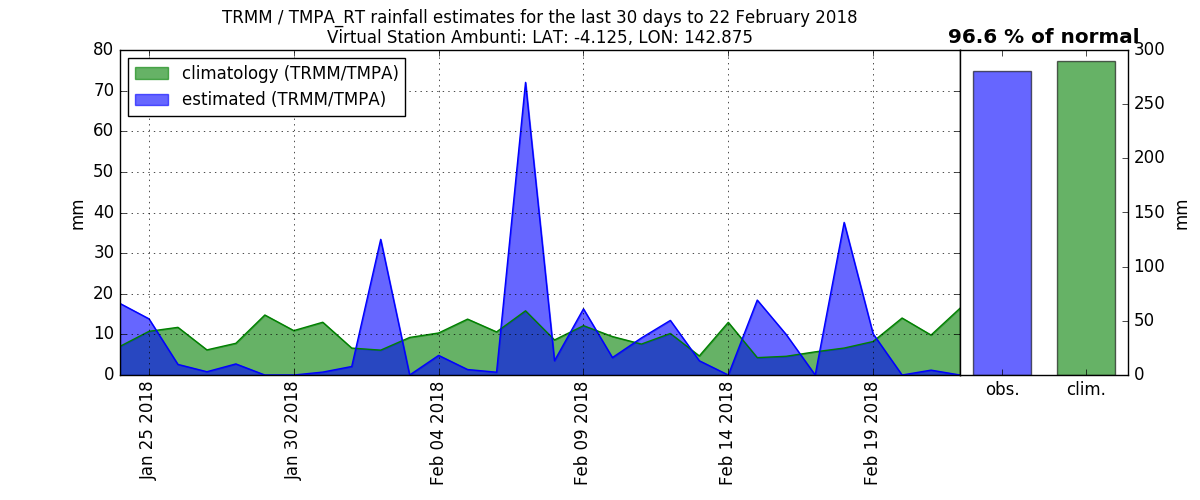 TRMM / TMPA_RT rainfall estimates for the last 30 days to 22 February 2018
Virtual Station Ambunti: LAT: -4.125, LON: 142.875
96.6 % of normal
climatology (TRMM/TMPA)
estimated (TRMM/TMPA)
80
70
60
50
40
30
20
10
0
mm
Jan 25 2018
Jan 30 2018
Feb 04 2018
Feb 09 2018
Feb 14 2018
Feb 19 2018
300
250
200
150
100
50
0
mm
obs.
clim.